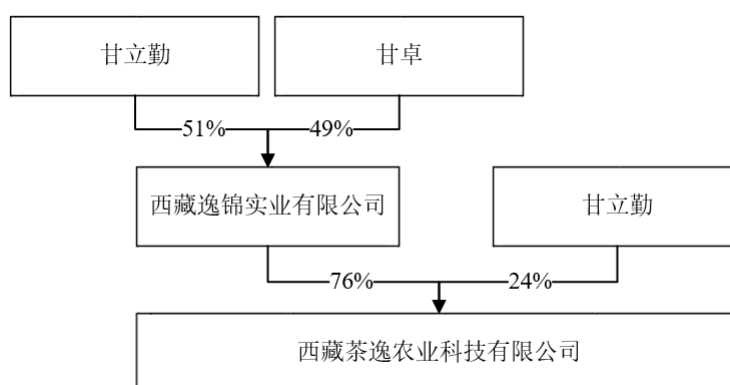 甘立勤
甘卓
51%
49%
西藏逸锦实业有限公司
甘立勤
76%
24%
西藏茶逸农业科技有限公司